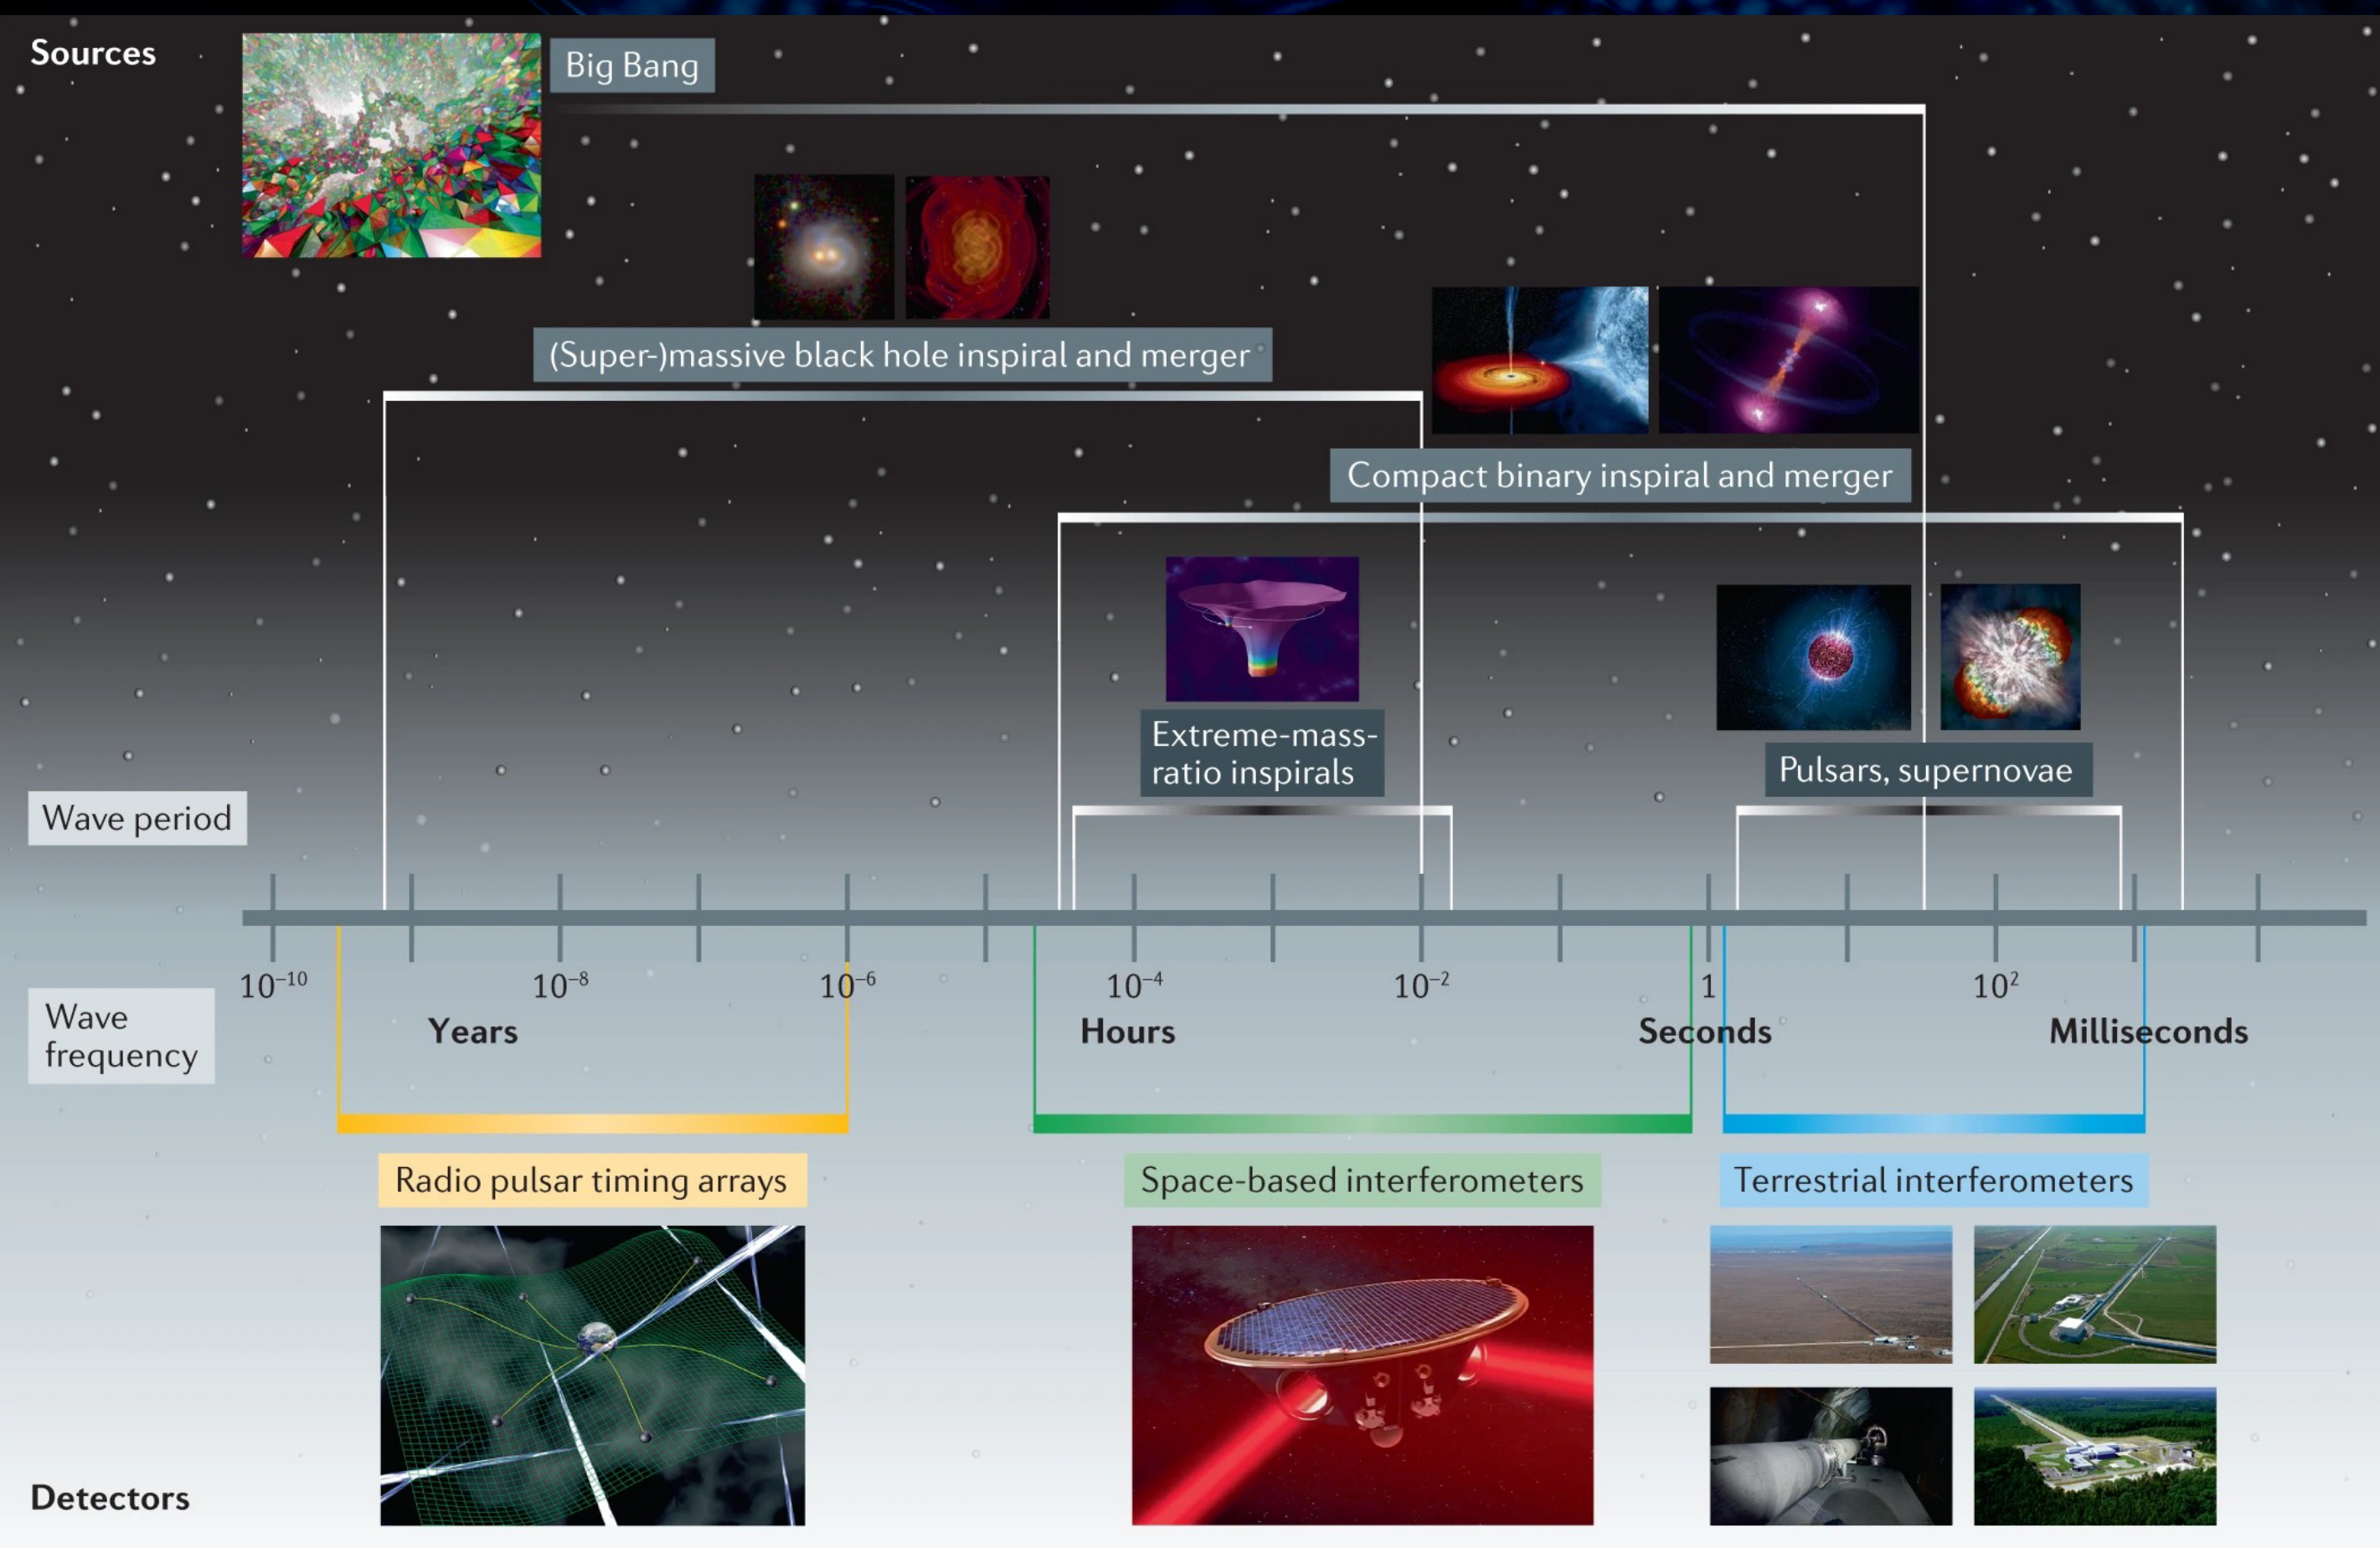 Sources
Big Bang
(Super-)massive black hole inspiral and merger
Compact binary inspiral and merger
Extreme-mass-
ratio inspirals
Pulsars, supernovae
Wave period
10⁻¹⁰ 10⁻⁸ 10⁻⁶ 10⁻⁴ 10⁻² 1 10²
Wave
frequency
Years Hours Seconds Milliseconds
Radio pulsar timing arrays
Space-based interferometers
Terrestrial interferometers
Detectors